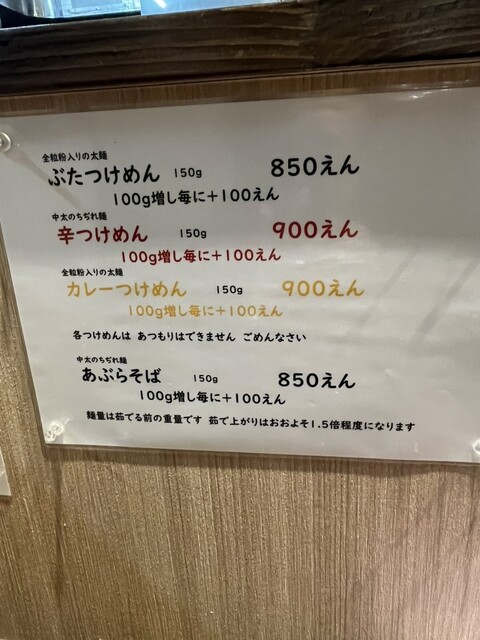 全粒粉入りの太麺
ぶたつけめん 150g 850えん
100g増し毎に+100えん
中太のちぢれ麺
辛つけめん 150g 900えん
100g増し毎に+100えん
全粒粉入りの太麺
カレーつけめん 150g 900えん
100g増し毎に+100えん
各つけめんは あつもりはできません ごめんなさい
中太のちぢれ麺
あぶらそば 150g 850えん
100g増し毎に+100えん
麺量は茹でる前の重量です 茹で上がりはおおよそ1.5倍程度になります